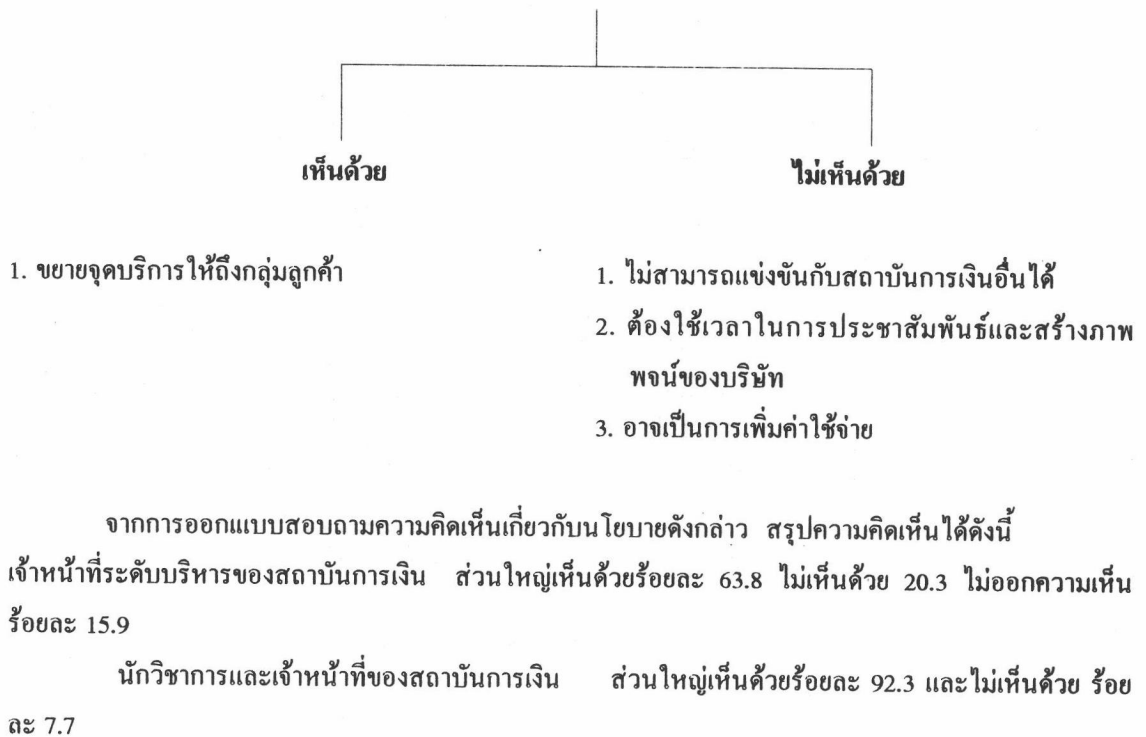 เห็นด้วย
ไม่เห็นด้วย
1. ขยายจุดบริการให้ถึงกลุ่มลูกค้า
1. ไม่สามารถแข่งขันกับสถาบันการเงินอื่นได้
2. ต้องใช้เวลาในการประชาสัมพันธ์และสร้างภาพ
พจน์ของบริษัท
3. อาจเป็นการเพิ่มค่าใช้จ่าย
จากการออกแบบสอบถามความคิดเห็นเกี่ยวกับนโยบายดังกล่าว สรุปความคิดเห็นได้ดังนี้
เจ้าหน้าที่ระดับบริหารของสถาบันการเงิน ส่วนใหญ่เห็นด้วยร้อยละ 63.8 ไม่เห็นด้วย 20.3 ไม่ออกความเห็น
ร้อยละ 15.9
นักวิชาการและเจ้าหน้าที่ของสถาบันการเงิน ส่วนใหญ่เห็นด้วยร้อยละ 92.3 และไม่เห็นด้วย ร้อย
ละ 7.7